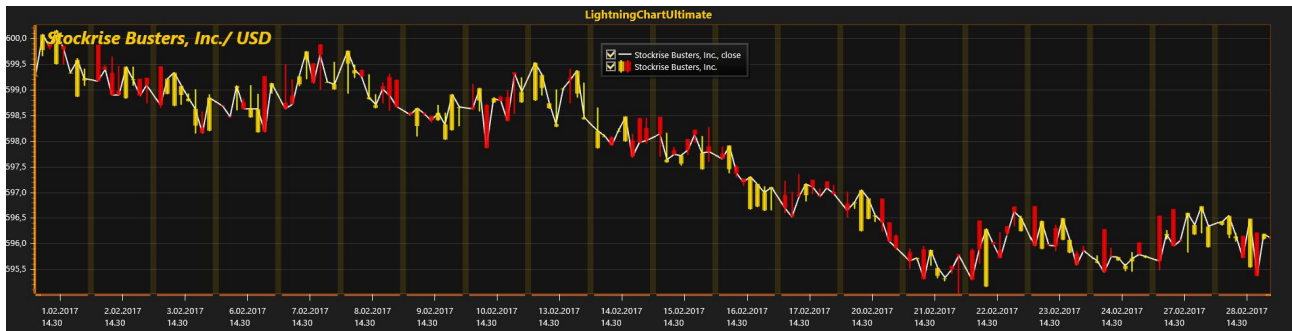 LightningChartUltimate
Stockrise Busters, Inc./ USD
Stockrise Busters, Inc., close
Stockrise Busters, Inc.
600,0
599,5
599,0
598,5
598,0
597,5
597,0
596,5
596,0
595,5
1.02.2017 2.02.2017 3.02.2017 6.02.2017 7.02.2017 8.02.2017 9.02.2017 10.02.2017 13.02.2017 14.02.2017 15.02.2017 16.02.2017 17.02.2017 20.02.2017 21.02.2017 22.02.2017 23.02.2017 24.02.2017 27.02.2017 28.02.2017
14.30 14.30 14.30 14.30 14.30 14.30 14.30 14.30 14.30 14.30 14.30 14.30 14.30 14.30 14.30 14.30 14.30 14.30 14.30 14.30